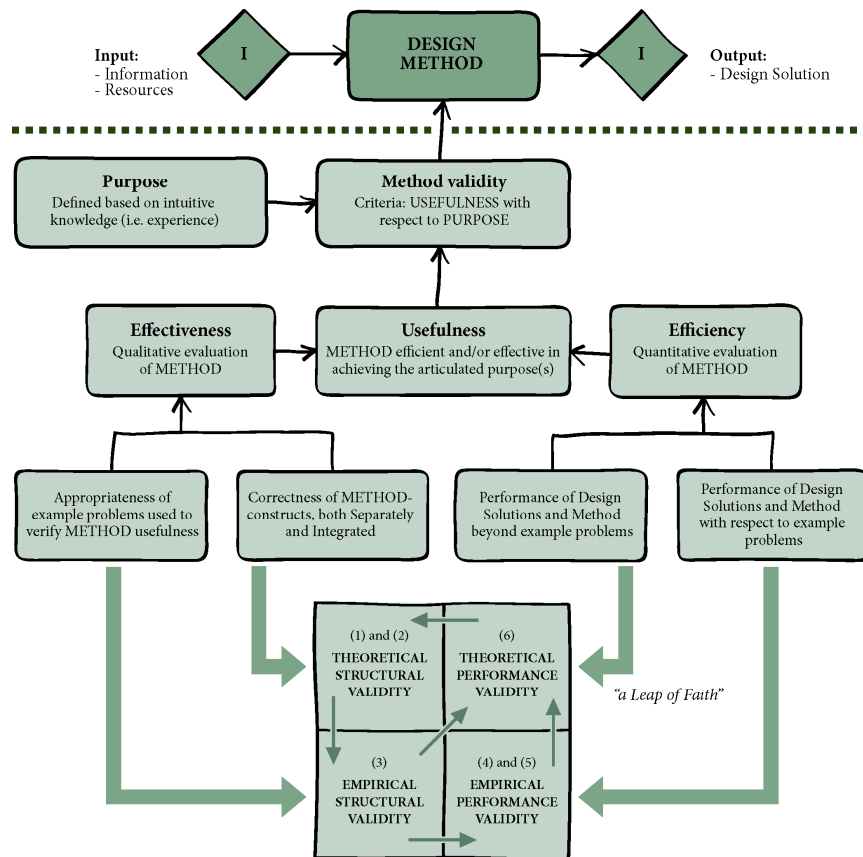 Input:
- Information
- Resources
I
DESIGN
METHOD
I
Output:
- Design Solution
Purpose
Defined based on intuitive
knowledge (i.e. experience)
Method validity
Criteria: USEFULNESS with
respect to PURPOSE
Effectiveness
Qualitative evaluation
of METHOD
Usefulness
METHOD efficient and/or effective in
achieving the articulated purpose(s)
Efficiency
Quantitative evaluation
of METHOD
Appropriateness of
example problems used to
verify METHOD usefulness
Correctness of METHOD-
constructs, both Separately
and Integrated
Performance of Design
Solutions and Method
beyond example problems
Performance of Design
Solutions and Method
with respect to example
problems
(1) and (2)
THEORETICAL
STRUCTURAL
VALIDITY
(6)
THEORETICAL
PERFORMANCE
VALIDITY
“a Leap of Faith”
(3)
EMPIRICAL
STRUCTURAL
VALIDITY
(4) and (5)
EMPIRICAL
PERFORMANCE
VALIDITY